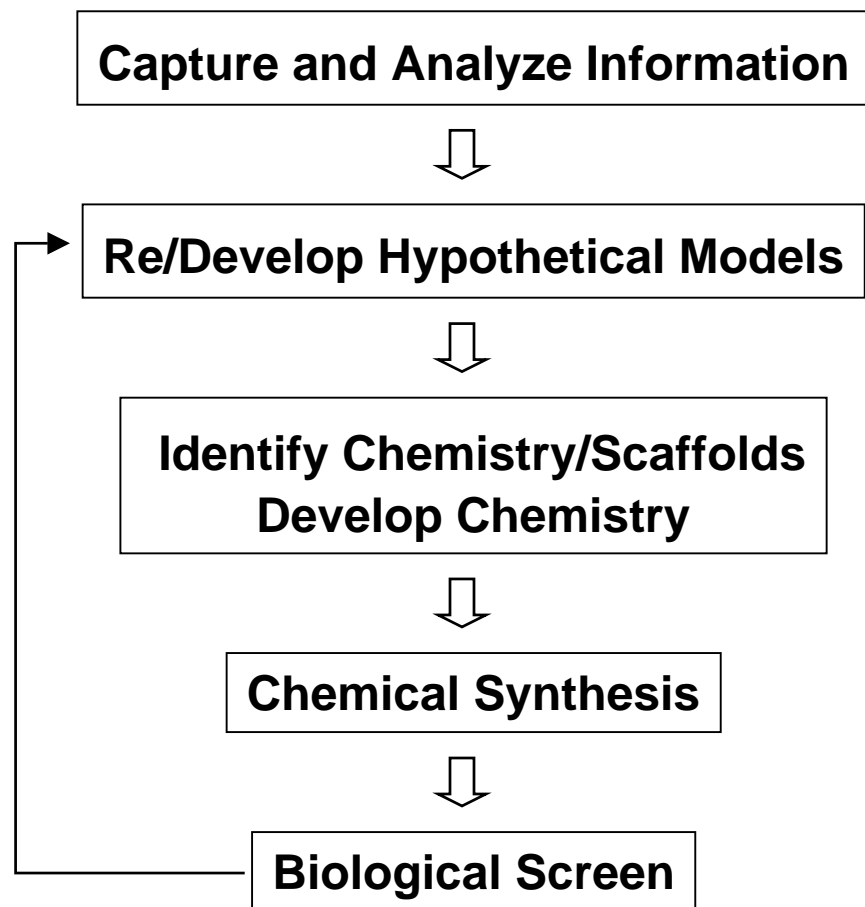 Capture and Analyze Information
Re/Develop Hypothetical Models
Identify Chemistry/Scaffolds
Develop Chemistry
Chemical Synthesis
Biological Screen